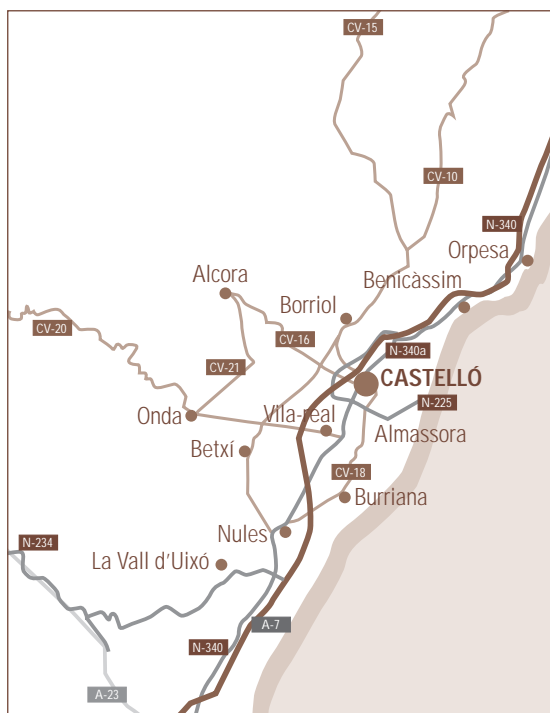 CV-15
CV-10
N-340
Orpesa
Alcora
Benicàssim
Borriol
CV-20
CV-16
N-340a
CV-21
CASTELLÓ
N-225
Onda
Vila-real
Almassora
Betxí
CV-18
Burriana
Nules
N-234
La Vall d'Uixó
A-7
N-340
A-23